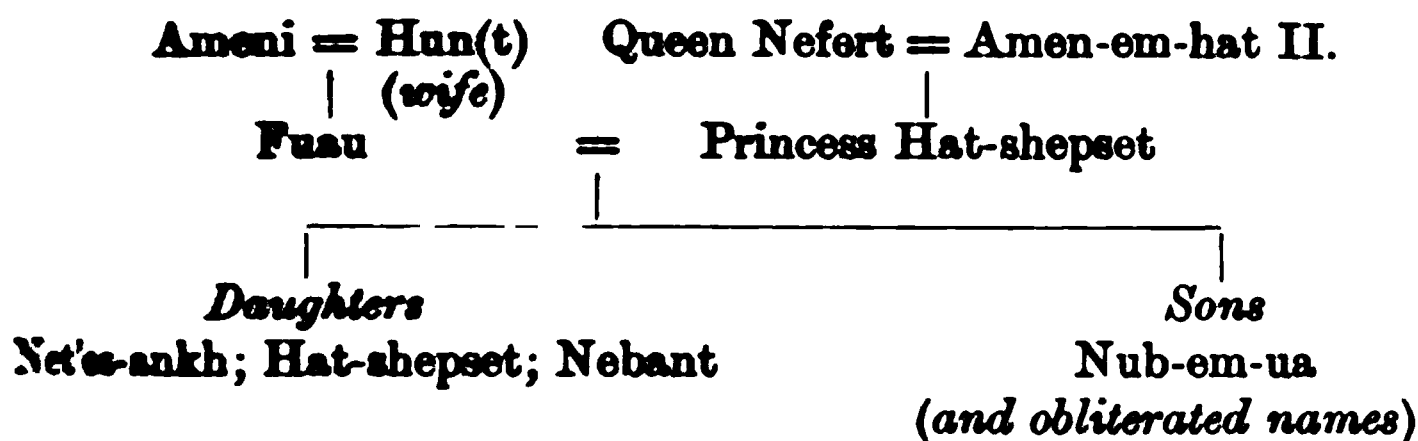 Ameni = Hun(t) Queen Nefert = Amen-em-hat II.
(wife)
Fuau = Princess Hat-shepset
Daughters Sons
Net'es-ankh; Hat-shepset; Nebant Nub-em-ua
(and obliterated names)